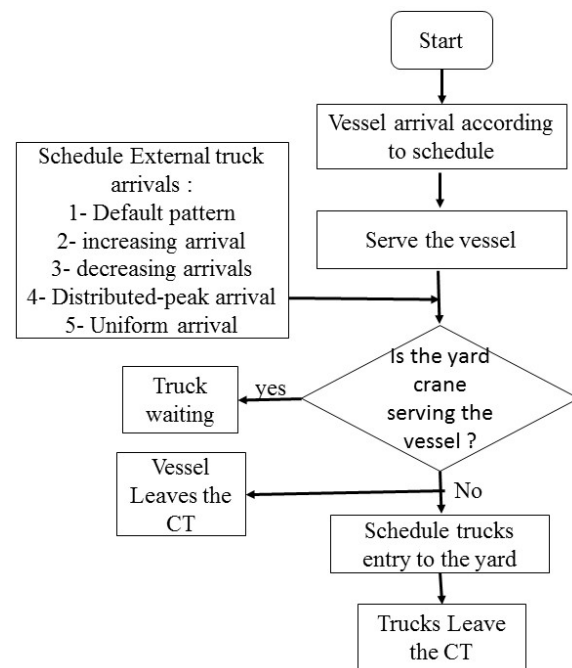 Start
Vessel arrival according
to schedule
Schedule External truck
arrivals :
1- Default pattern
2- increasing arrival
3- decreasing arrivals
4- Distributed-peak arrival
5- Uniform arrival
Serve the vessel
Is the yard
crane
serving the
vessel ?
yes
Truck
waiting
Vessel
Leaves the
CT
No
Schedule trucks
entry to the yard
Trucks Leave
the CT